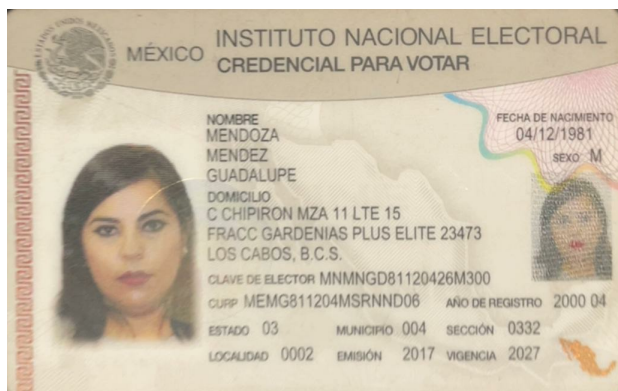 MÉXICO
INSTITUTO NACIONAL ELECTORAL
CREDENCIAL PARA VOTAR
NOMBRE
MENDOZA
MENDEZ
GUADALUPE
FECHA DE NACIMIENTO
04/12/1981
SEXO M
DOMICILIO
C CHIPIRON MZA 11 LTE 15
FRACC GARDENIAS PLUS ELITE 23473
LOS CABOS, B.C.S.
CLAVE DE ELECTOR MNMNGD81120426M300
CURP MEMG811204MSRNND06 AÑO DE REGISTRO 2000 04
ESTADO 03 MUNICIPIO 004 SECCIÓN 0332
LOCALIDAD 0002 EMISIÓN 2017 VIGENCIA 2027